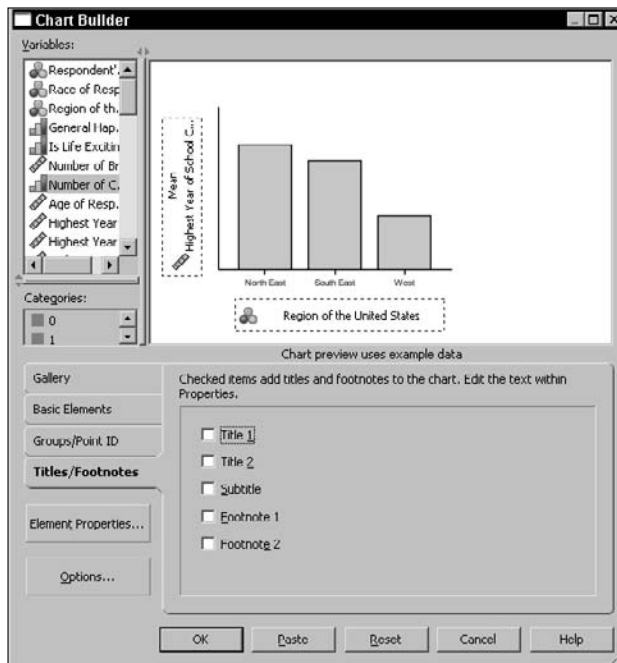 Chart Builder
Variables:
Respondent'...
Race of Resp
Region of th...
General Hap...
Is Life Excitin
Number of Br
Number of C...
Age of Resp...
Highest Year
Highest Year
Categories:
0
1
Mean
Highest Year of School C...
North East
South East
West
Region of the United States
Chart preview uses example data
Gallery
Basic Elements
Groups/Point ID
Titles/Footnotes
Element Properties...
Options...
Checked items add titles and footnotes to the chart. Edit the text within
Properties.
Title 1
Title 2
Subtitle
Footnote 1
Footnote 2
OK
Paste
Reset
Cancel
Help